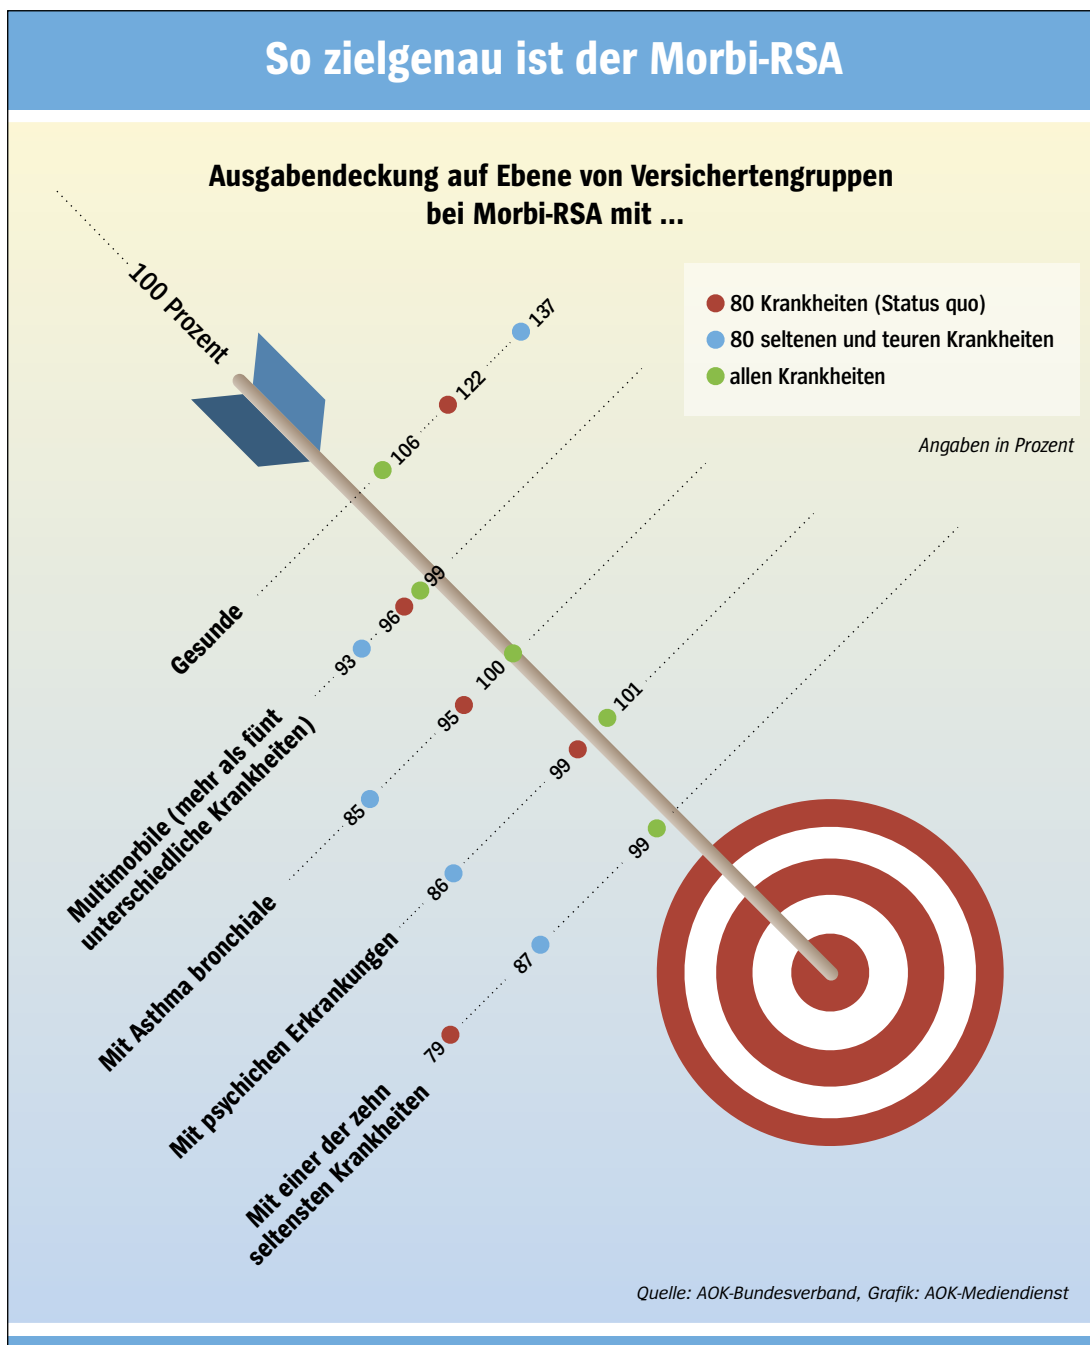 So zielgenau ist der Morbi-RSA
Ausgabendeckung auf Ebene von Versichertengruppen
bei Morbi-RSA mit ...
80 Krankheiten (Status quo)
80 seltenen und teuren Krankheiten
allen Krankheiten
Angaben in Prozent
100 Prozent
Gesunde
106
122
137
Multimorbile (mehr als fünt
unterschiedliche Krankheiten)
93
96
99
Mit Asthma bronchiale
85
95
100
Mit psychichen Erkrankungen
86
99
101
Mit einer der zehn
seltensten Krankheiten
79
87
99
Quelle: AOK-Bundesverband, Grafik: AOK-Mediendienst